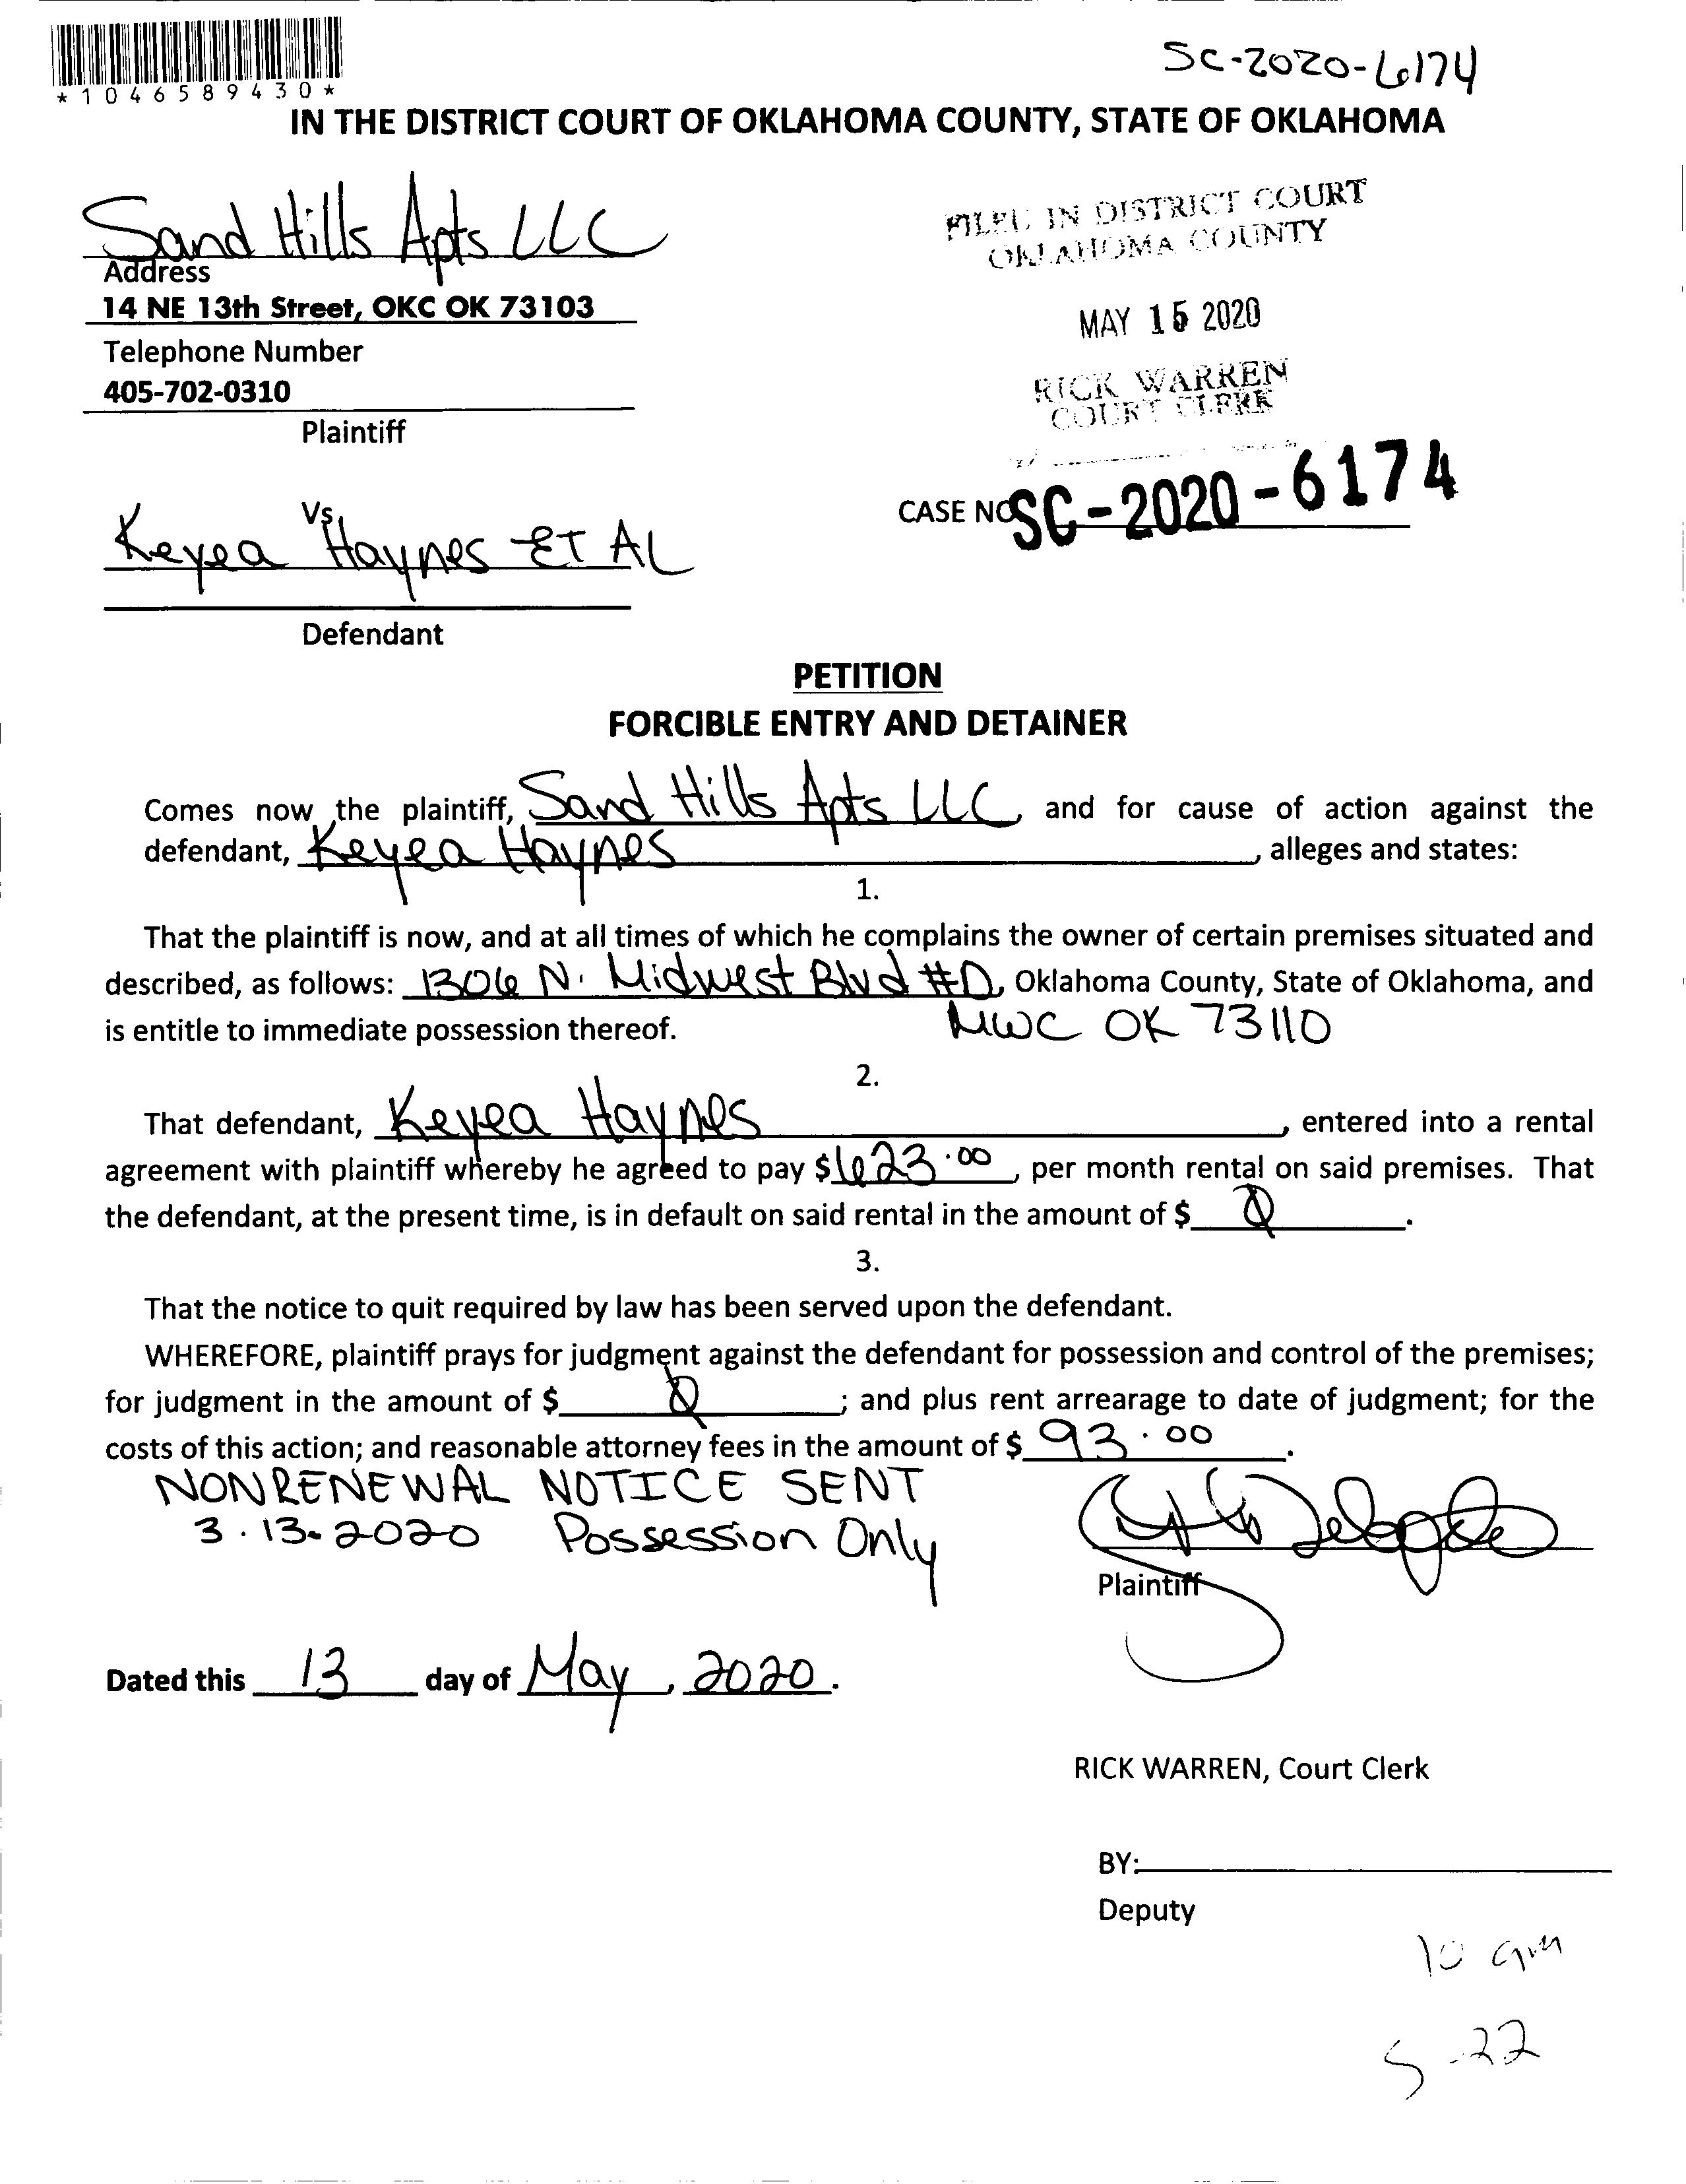 *1046589430*
SC-2020-6174
IN THE DISTRICT COURT OF OKLAHOMA COUNTY, STATE OF OKLAHOMA
Sand Hills Apts LLC
Address
14 NE 13th Street, OKC OK 73103
Telephone Number
405-702-0310
Plaintiff
FILED IN DISTRICT COURT
OKLAHOMA COUNTY
MAY 15 2020
RICK WARREN
COURT CLERK
CASE NO SC-2020-6174
Vs.
Keyea Haynes ET AL
Defendant
PETITION
FORCIBLE ENTRY AND DETAINER
Comes now the plaintiff, Sand Hills Apts LLC, and for cause of action against the
defendant, Keyea Haynes, alleges and states:
1.
That the plaintiff is now, and at all times of which he complains the owner of certain premises situated and
described, as follows: 1306 N. Midwest Blvd #D, Oklahoma County, State of Oklahoma, and
is entitle to immediate possession thereof. MWC OK 73110
2.
That defendant, Keyea Haynes, entered into a rental
agreement with plaintiff whereby he agreed to pay $623.00, per month rental on said premises. That
the defendant, at the present time, is in default on said rental in the amount of $ 0.
3.
That the notice to quit required by law has been served upon the defendant.
WHEREFORE, plaintiff prays for judgment against the defendant for possession and control of the premises;
for judgment in the amount of $ 0; and plus rent arrearage to date of judgment; for the
costs of this action; and reasonable attorney fees in the amount of $ 93.00.
NONRENEWAL NOTICE SENT
3.13.2020 Possession Only
Plaintiff
Dated this 13 day of May, 2020.
RICK WARREN, Court Clerk
BY:
Deputy
10 am
5-22